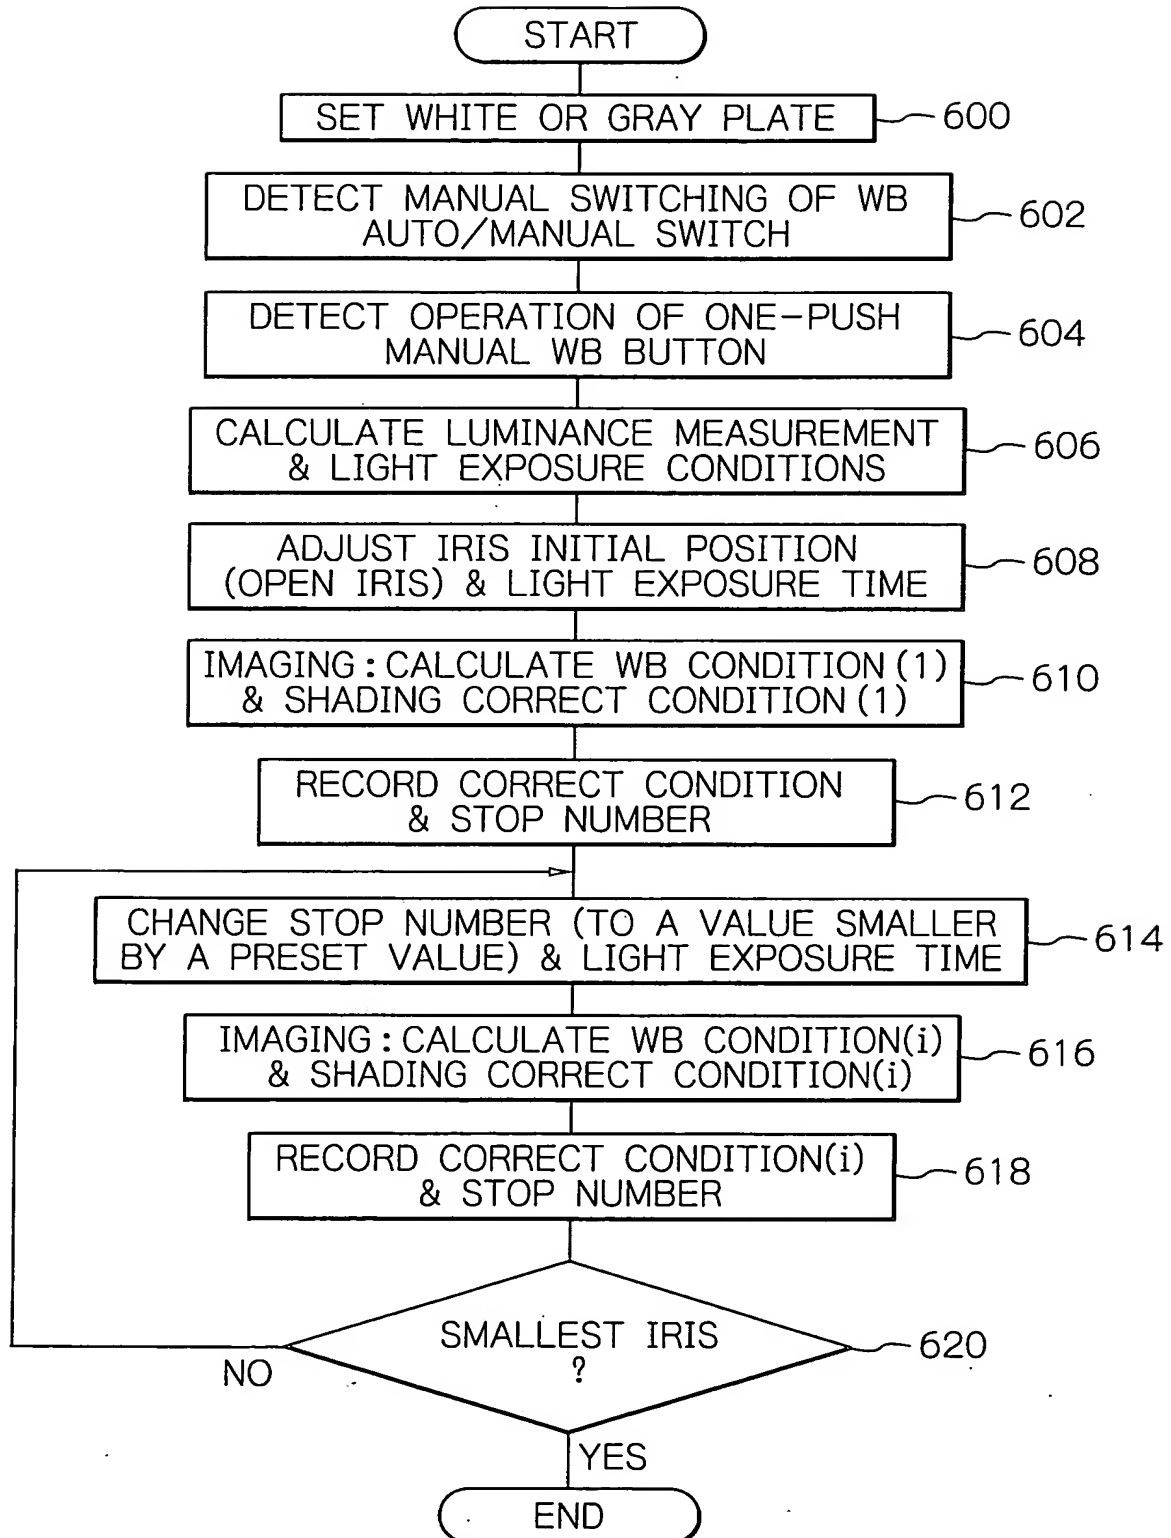 START
SET WHITE OR GRAY PLATE
600
DETECT MANUAL SWITCHING OF WB
AUTO/MANUAL SWITCH
602
DETECT OPERATION OF ONE-PUSH
MANUAL WB BUTTON
604
CALCULATE LUMINANCE MEASUREMENT
& LIGHT EXPOSURE CONDITIONS
606
ADJUST IRIS INITIAL POSITION
(OPEN IRIS) & LIGHT EXPOSURE TIME
608
IMAGING:CALCULATE WB CONDITION(1)
& SHADING CORRECT CONDITION(1)
610
RECORD CORRECT CONDITION
& STOP NUMBER
612
CHANGE STOP NUMBER (TO A VALUE SMALLER
BY A PRESET VALUE) & LIGHT EXPOSURE TIME
614
IMAGING:CALCULATE WB CONDITION(i)
& SHADING CORRECT CONDITION(i)
616
RECORD CORRECT CONDITION(i)
& STOP NUMBER
618
SMALLEST IRIS
?
620
NO
YES
END